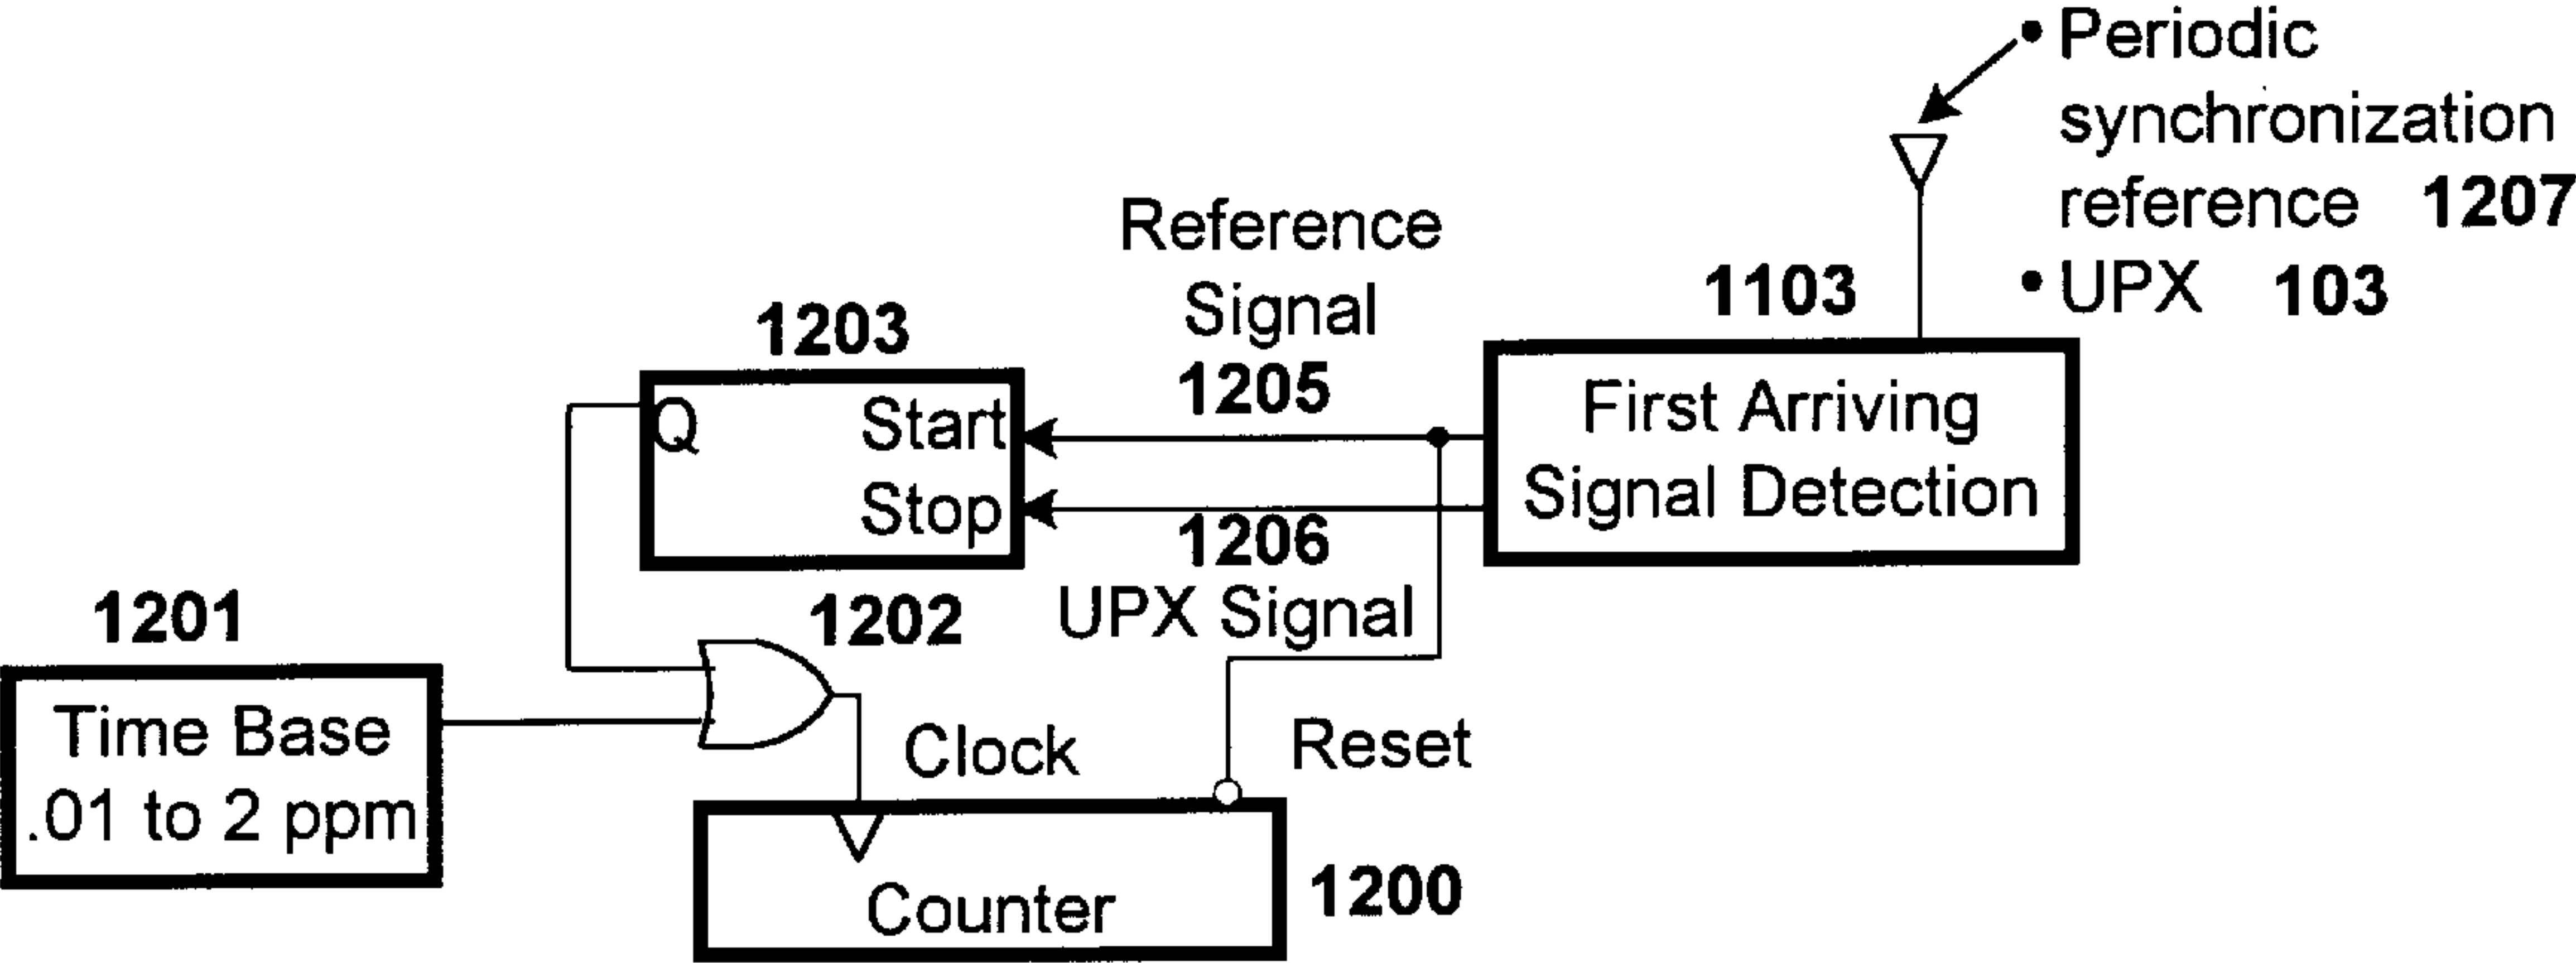 • Periodic
synchronization
reference 1207
• UPX 103
Reference
Signal
1205
1103
1203
Q
Start
Stop
First Arriving
Signal Detection
1206
UPX Signal
1201
1202
Time Base
.01 to 2 ppm
Clock
Reset
Counter
1200